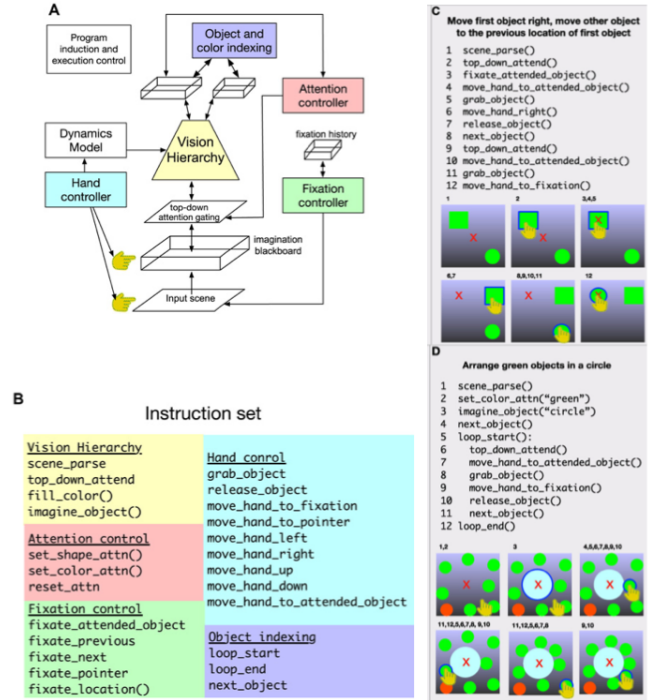 A
Program
induction and
execution control
Object and
color indexing
Attention
controller
Dynamics
Model
Vision
Hierarchy
fixation history
Hand
controller
Fixation
controller
top-down
attention gating
imagination
blackboard
Input scene
B
Instruction set
Vision Hierarchy
scene_parse
top_down_attend
fill_color()
imagine_object()
Attention control
set_shape_attn()
set_color_attn()
reset_attn
Fixation control
fixate_attended_object
fixate_previous
fixate_next
fixate_pointer
fixate_location()
Hand conrol
grab_object
release_object
move_hand_to_fixation
move_hand_to_pointer
move_hand_left
move_hand_right
move_hand_up
move_hand_down
move_hand_to_attended_object
Object indexing
loop_start
loop_end
next_object
C
Move first object right, move other object
to the previous location of first object
1 scene_parse()
2 top_down_attend()
3 fixate_attended_object()
4 move_hand_to_attended_object()
5 grab_object()
6 move_hand_right()
7 release_object()
8 next_object()
9 top_down_attend()
10 move_hand_to_attended_object()
11 grab_object()
12 move_hand_to_fixation()
1 2 3,4,5
X X X
6,7 8,9,10,11 12
X X X
D
Arrange green objects in a circle
1 scene_parse()
2 set_color_attn("green")
3 imagine_object("circle")
4 next_object()
5 loop_start():
6 top_down_attend()
7 move_hand_to_attended_object()
8 grab_object()
9 move_hand_to_fixation()
10 release_object()
11 next_object()
12 loop_end()
1,2 3 4,5,6,7,8,9,10
X X X
11,12,5,6,7,8, 9,10 11,12,5,6,7,8 9,10
X X X